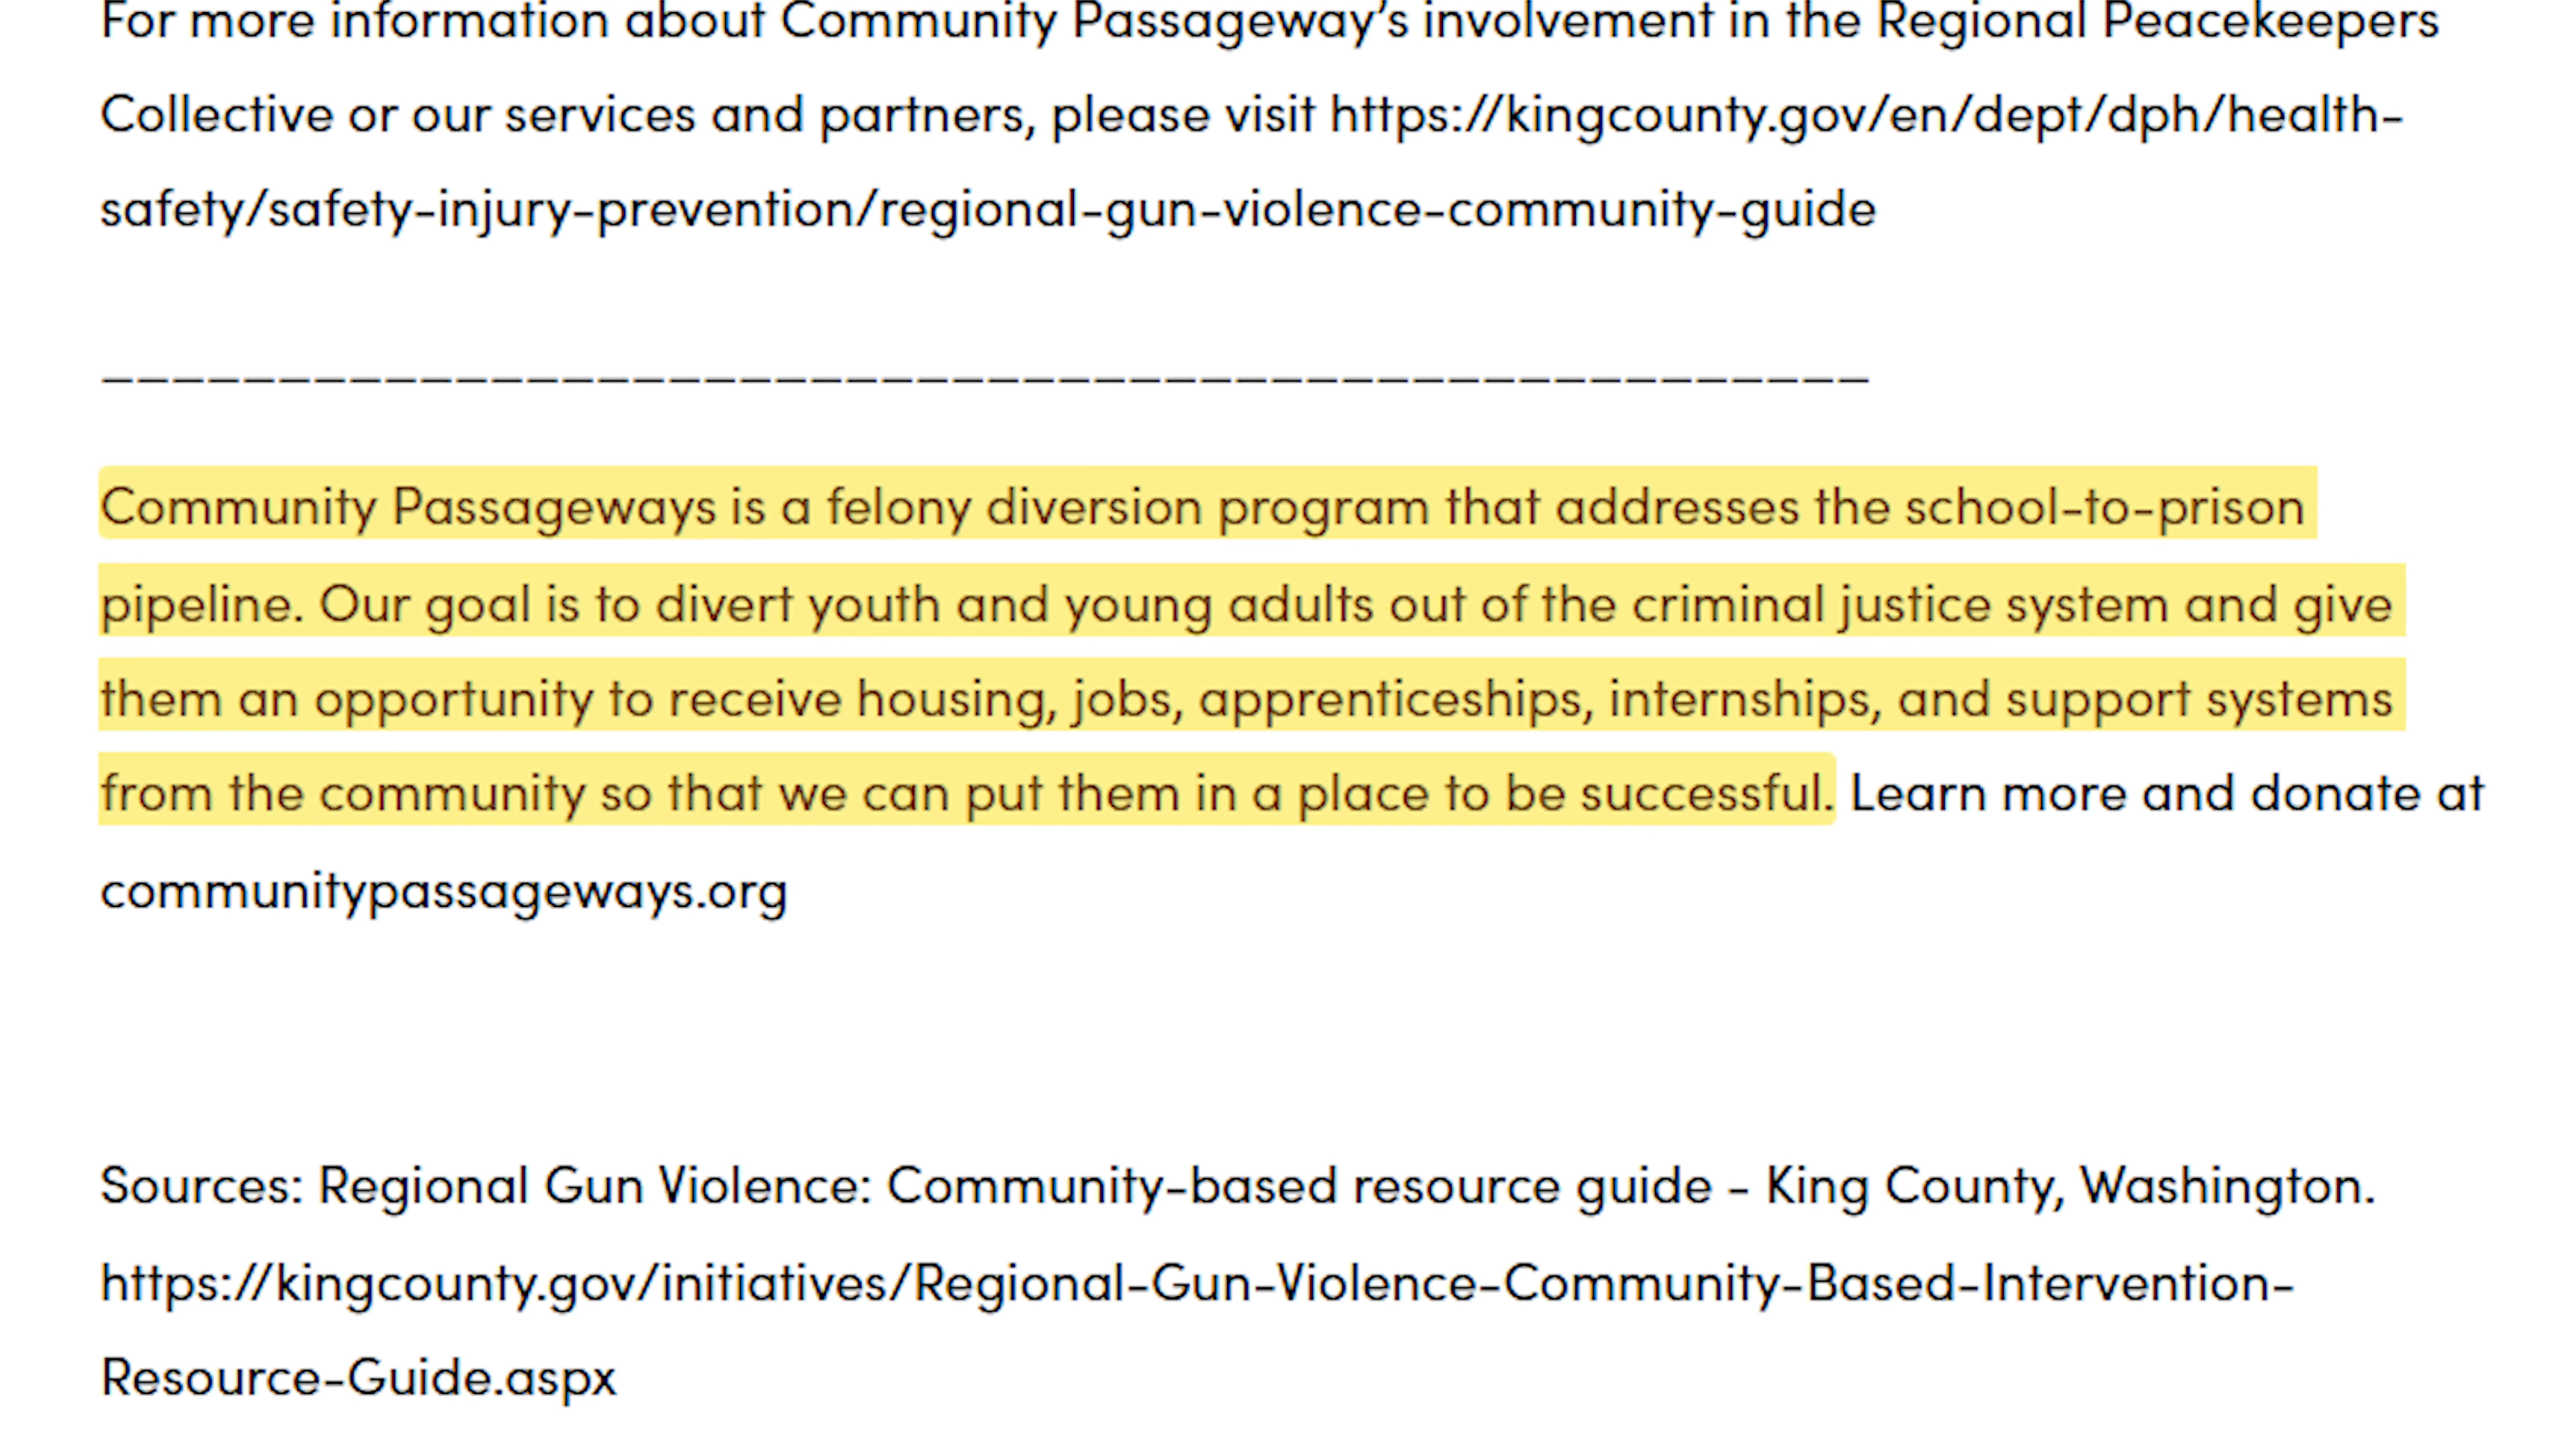 For more information about Community Passageway’s involvement in the Regional Peacekeepers
Collective or our services and partners, please visit https://kingcounty.gov/en/dept/dph/health-
safety/safety-injury-prevention/regional-gun-violence-community-guide
__________________________________________________
Community Passageways is a felony diversion program that addresses the school-to-prison
pipeline. Our goal is to divert youth and young adults out of the criminal justice system and give
them an opportunity to receive housing, jobs, apprenticeships, internships, and support systems
from the community so that we can put them in a place to be successful. Learn more and donate at
communitypassageways.org
Sources: Regional Gun Violence: Community-based resource guide - King County, Washington.
https://kingcounty.gov/initiatives/Regional-Gun-Violence-Community-Based-Intervention-
Resource-Guide.aspx